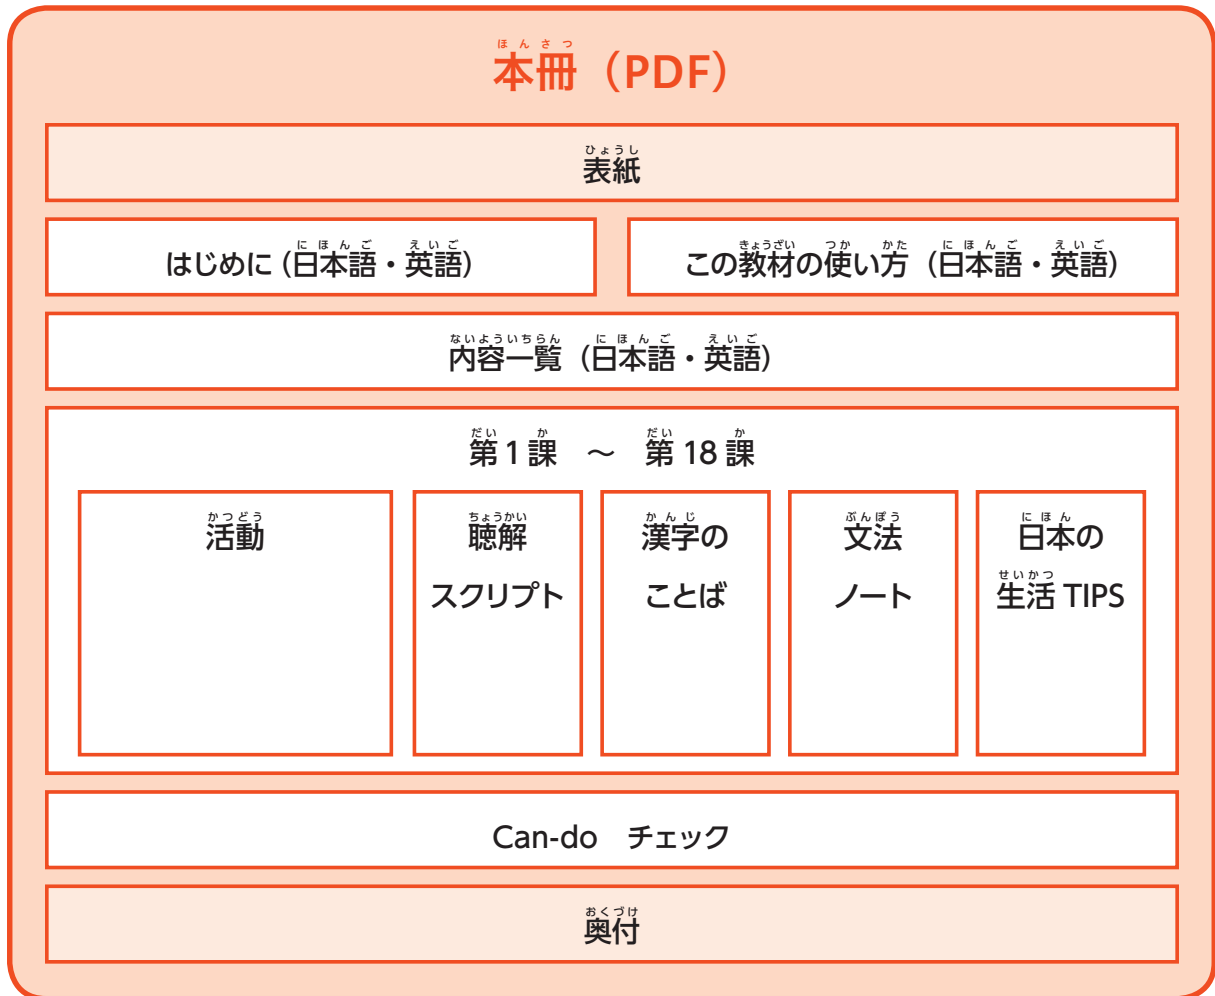 ほんさつ
本冊（PDF）
ひょうし
表紙
にほんご えいご
はじめに（日本語・英語）
きょうざい つか かた にほんご えいご
この教材の使い方（日本語・英語）
ないよういちらん にほんご えいご
内容一覧（日本語・英語）
だい か だい か
第1課 ～ 第18課
かつどう
活動
ちょうかい
聴解
スクリプト
かんじ
漢字の
ことば
ぶんぽう
文法
ノート
にほん
日本の
せいかつ
生活 TIPS
Can-do チェック
おくづけ
奥付